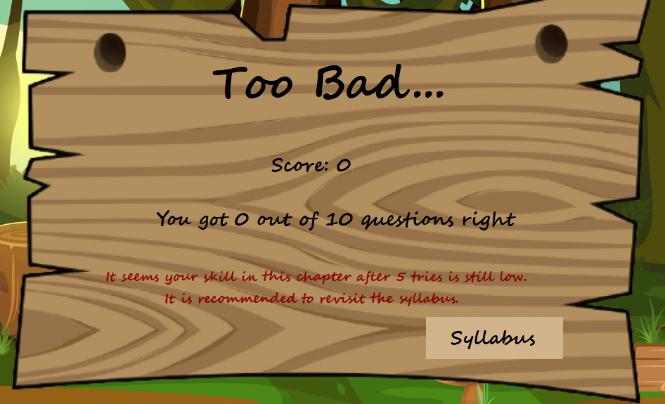 Too Bad...
Score: 0
You got 0 out of 10 questions right
It seems your skill in this chapter after 5 tries is still low.
It is recommended to revisit the syllabus.
Syllabus